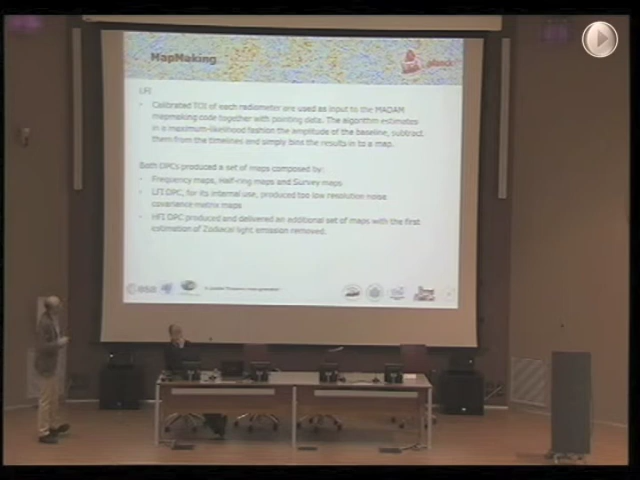 MapMaking
planck
LFI
Calibrated TOI of each radiometer are used as input to the MADAM
mapmaking code together with pointing data. The algorithm estimates
in a maximum-likelihood fashion the amplitude of the baseline, subtract
them from the timelines and simply bins the results in to a map.
Both DPCs produced a set of maps composed by:
Frequency maps, Half-ring maps and Survey maps
LFI DPC, for its internal use, produced too low resolution noise
covariance matrix maps
HFI DPC produced and delivered an additional set of maps with the first
estimation of Zodiacal light emission removed.
esa